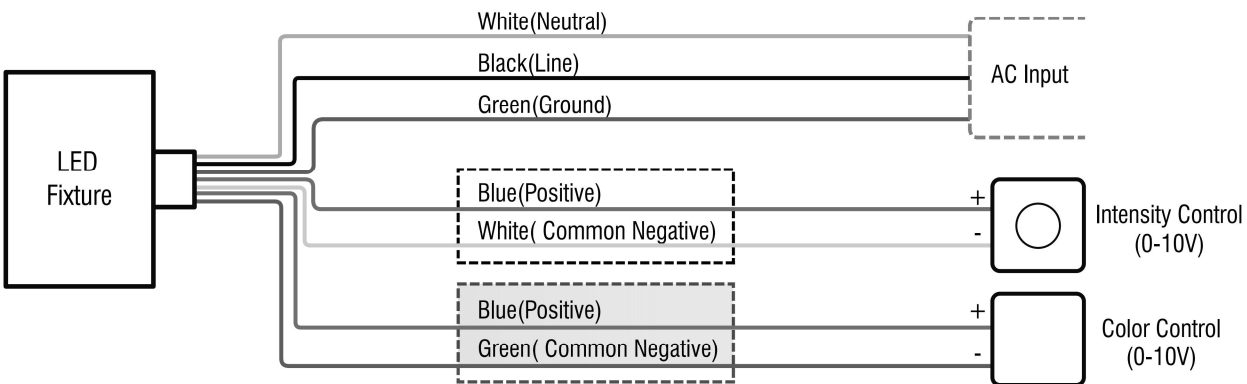 White(Neutral)
Black(Line)
Green(Ground)
AC Input
LED
Fixture
Blue(Positive)
White( Common Negative)
+
-
Intensity Control
(0-10V)
Blue(Positive)
Green( Common Negative)
+
-
Color Control
(0-10V)